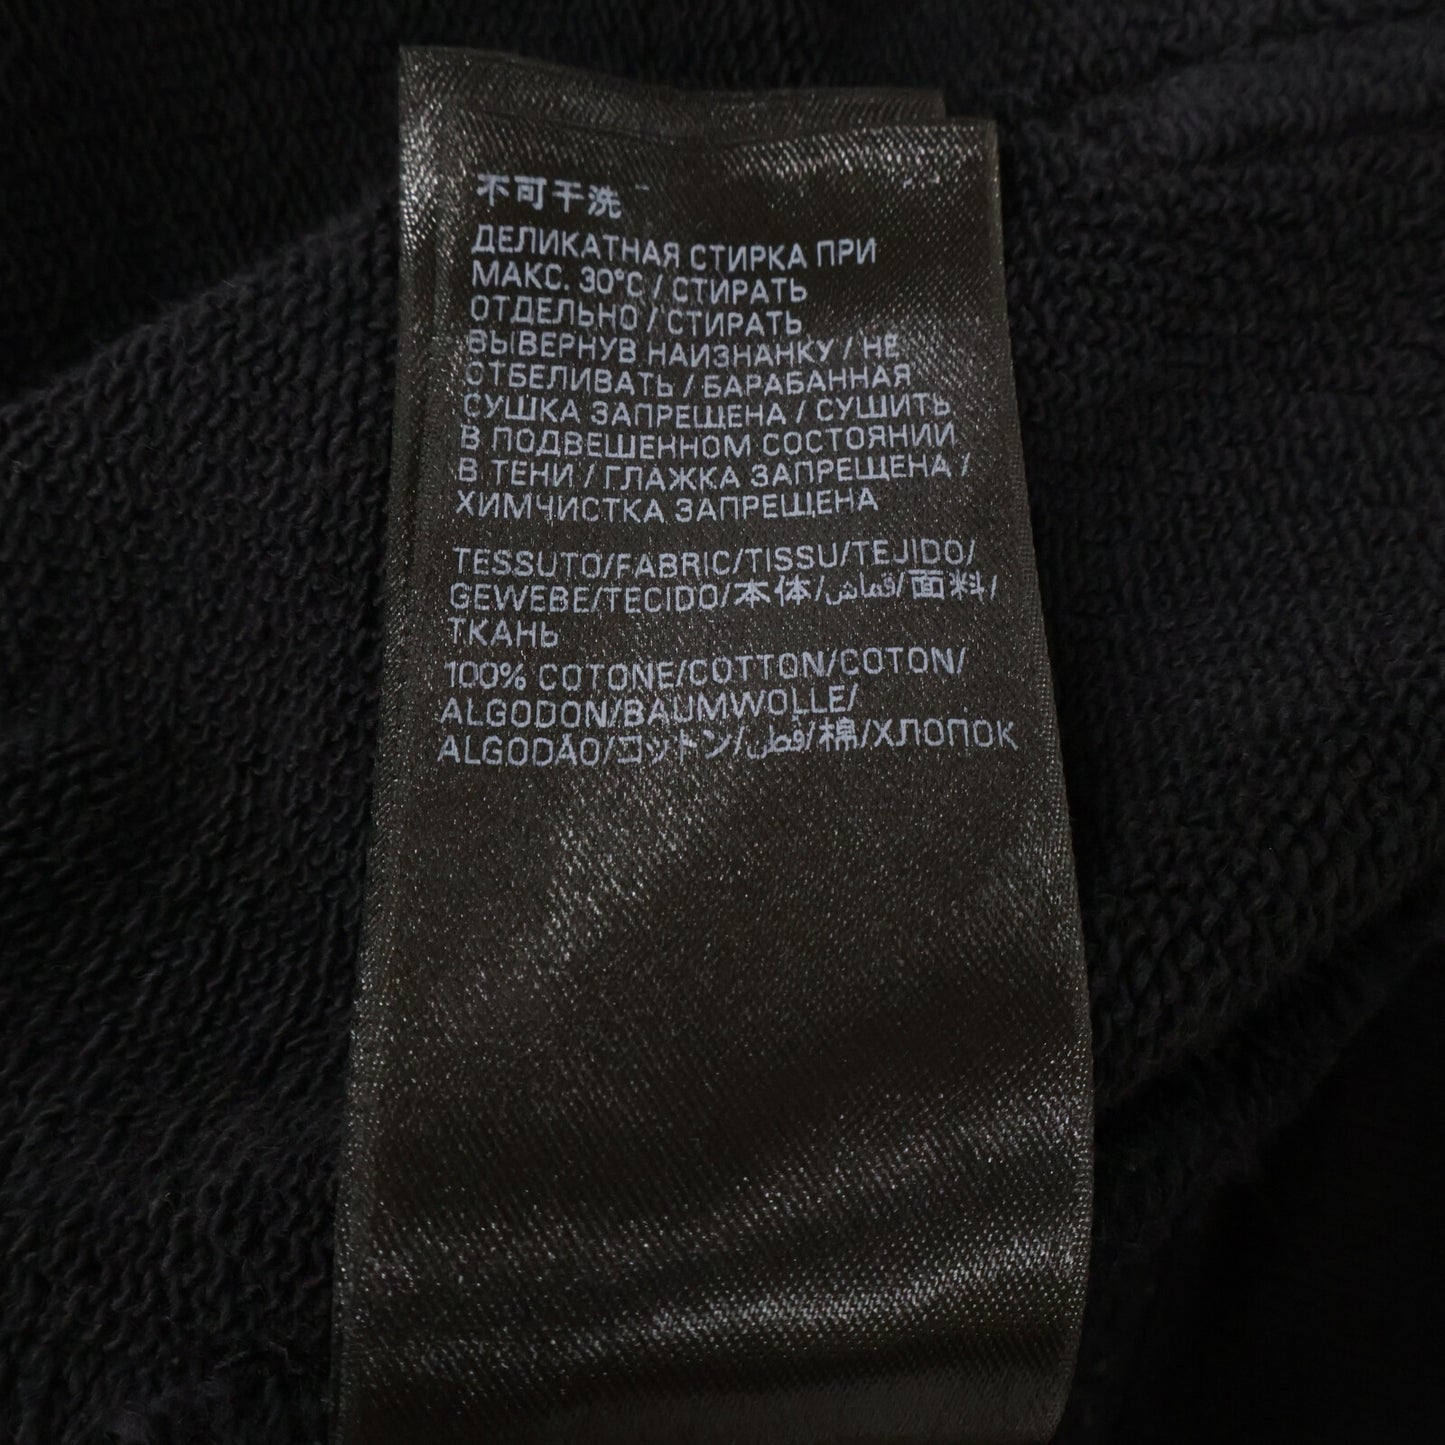 不可干洗
ДЕЛИКАТНАЯ СТИРКА ПРИ
МАКС. 30°С / СТИРАТЬ
ОТДЕЛЬНО / СТИРАТЬ
ВЫВЕРНУВ НАИЗНАНКУ / НЕ
ОТБЕЛИВАТЬ / БАРАБАННАЯ
СУШКА ЗАПРЕЩЕНА / СУШИТЬ
В ПОДВЕШЕННОМ СОСТОЯНИИ
В ТЕНИ / ГЛАЖКА ЗАПРЕЩЕНА /
ХИМЧИСТКА ЗАПРЕЩЕНА
TESSUTO/FABRIC/TISSU/TEJIDO/
GEWEBE/TECIDO/本体/قماش/面料/
ТКАНЬ
100% COTONE/COTTON/COTON/
ALGODON/BAUMWOLLE/
ALGODÃO/コットン/قطن/棉/ХЛОПОК